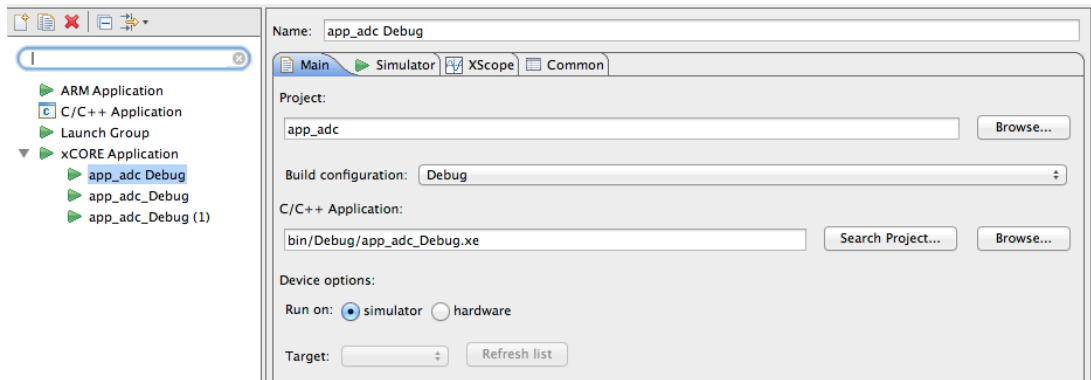 Name: app_adc Debug
Main Simulator XScope Common
ARM Application
C/C++ Application
Launch Group
xCORE Application
app_adc Debug
app_adc_Debug
app_adc_Debug (1)
Project:
app_adc Browse...
Build configuration: Debug
C/C++ Application:
bin/Debug/app_adc_Debug.xe Search Project... Browse...
Device options:
Run on: simulator hardware
Target: Refresh list